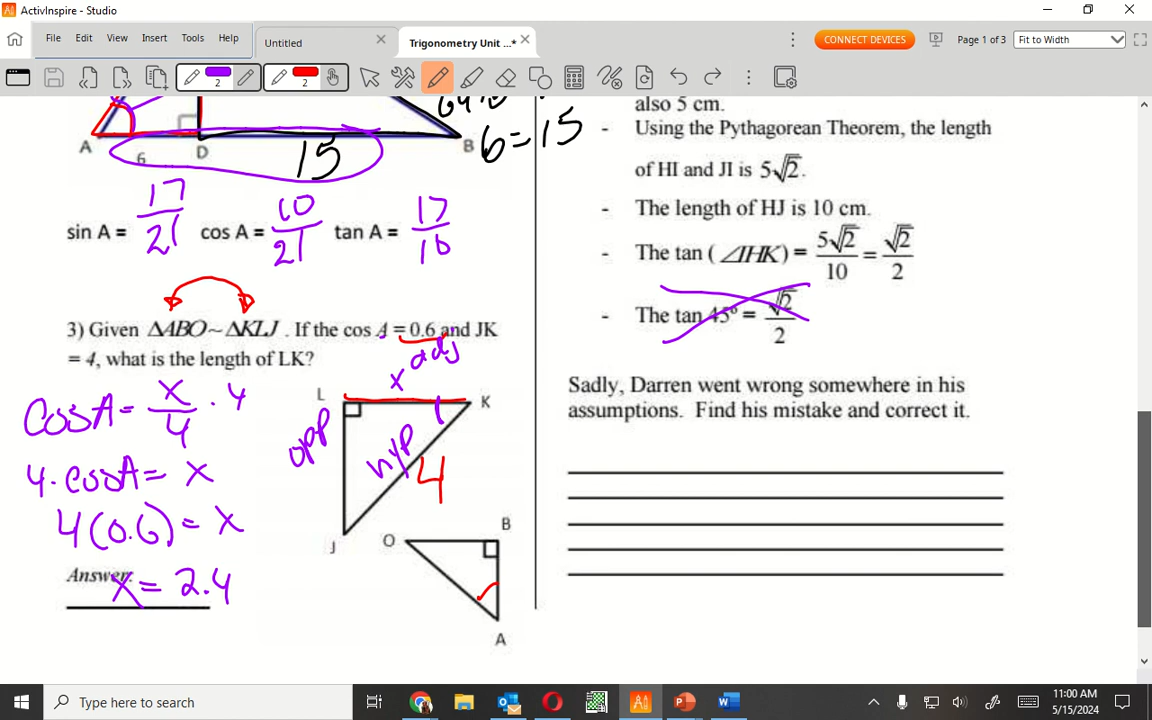 ActivInspire - Studio
File Edit View Insert Tools Help
Untitled
Trigonometry Unit ...*
CONNECT DEVICES
Page 1 of 3
Fit to Width
2
2
A 6 D 15 B
6 = 15
sin A = 17/21 cos A = 10/21 tan A = 17/10
3) Given ΔABO~ΔKLJ . If the cos A = 0.6 and JK
= 4, what is the length of LK?
adj
x
L K
opp
hyp
4
J
O B
A
cos A = x/4 · 4
4 · cos A = x
4(0.6) = x
Answer:
x = 2.4
also 5 cm.
- Using the Pythagorean Theorem, the length
of HI and JI is 5√2.
- The length of HJ is 10 cm.
- The tan (∠IHK) = 5√2/10 = √2/2
- The tan 45° = √2/2
Sadly, Darren went wrong somewhere in his
assumptions. Find his mistake and correct it.
Type here to search
11:00 AM
5/15/2024